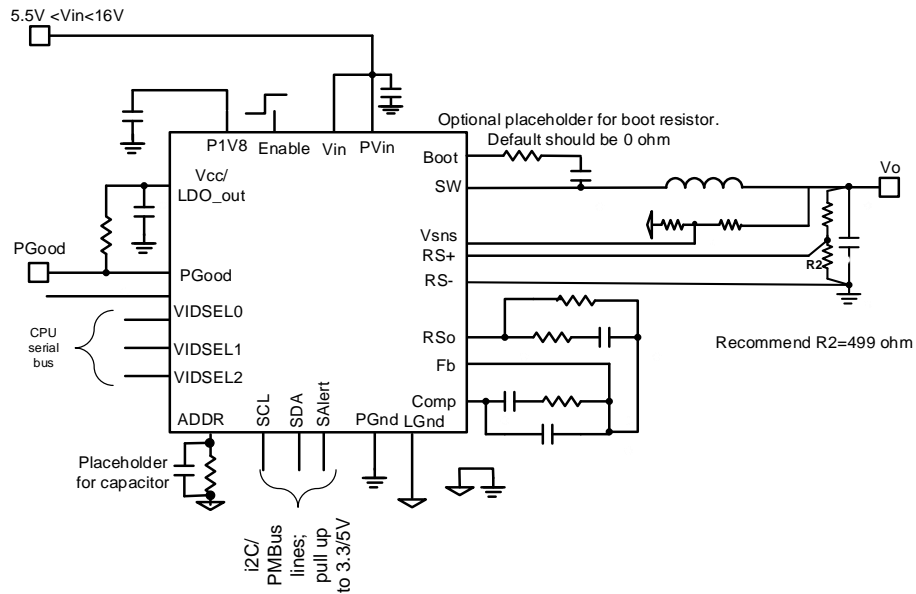 5.5V <Vin<16V
P1V8
Enable
Vin
PVin
Optional placeholder for boot resistor.
Default should be 0 ohm
Boot
SW
Vo
Vcc/
LDO_out
Vsns
RS+
R2
RS-
PGood
PGood
VIDSEL0
VIDSEL1
VIDSEL2
CPU
serial
bus
RSo
Fb
Comp
Recommend R2=499 ohm
ADDR
SCL
SDA
SAlert
PGnd
LGnd
Placeholder
for capacitor
i2C/
PMBus
lines;
pull up
to 3.3/5V